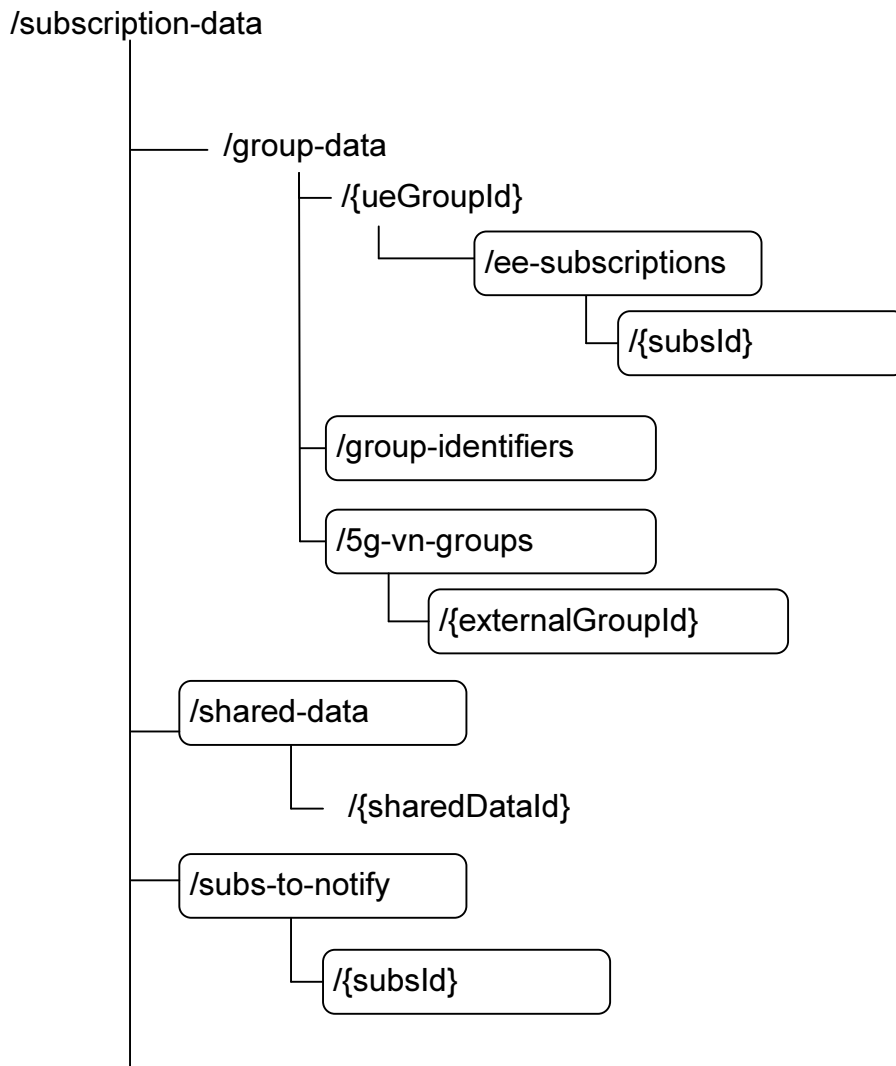 /subscription-data
/group-data
/{ueGroupId}
/ee-subscriptions
/{subsId}
/group-identifiers
/5g-vn-groups
/{externalGroupId}
/shared-data
/{sharedDataId}
/subs-to-notify
/{subsId}